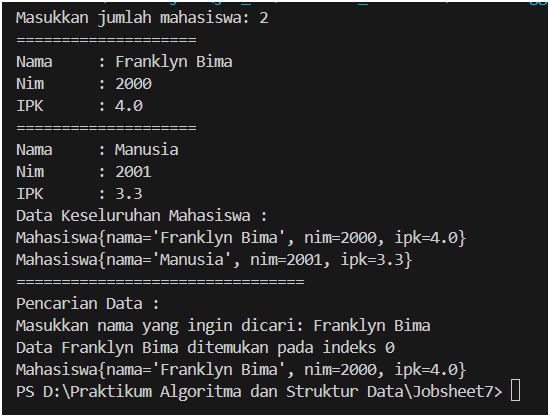 Masukkan jumlah mahasiswa: 2
====================
Nama     : Franklyn Bima
Nim      : 2000
IPK      : 4.0
====================
Nama     : Manusia
Nim      : 2001
IPK      : 3.3
Data Keseluruhan Mahasiswa :
Mahasiswa{nama='Franklyn Bima', nim=2000, ipk=4.0}
Mahasiswa{nama='Manusia', nim=2001, ipk=3.3}
================================
Pencarian Data :
Masukkan nama yang ingin dicari: Franklyn Bima
Data Franklyn Bima ditemukan pada indeks 0
Mahasiswa{nama='Franklyn Bima', nim=2000, ipk=4.0}
PS D:\Praktikum Algoritma dan Struktur Data\Jobsheet7>